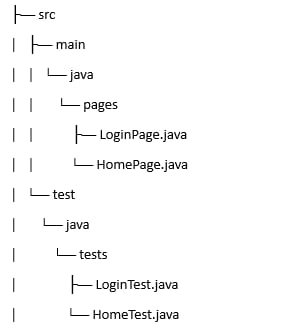 ├── src
│ ├── main
│ │ └── java
│ │ └── pages
│ │ ├── LoginPage.java
│ │ └── HomePage.java
│ └── test
│ └── java
│ └── tests
│ ├── LoginTest.java
│ └── HomeTest.java